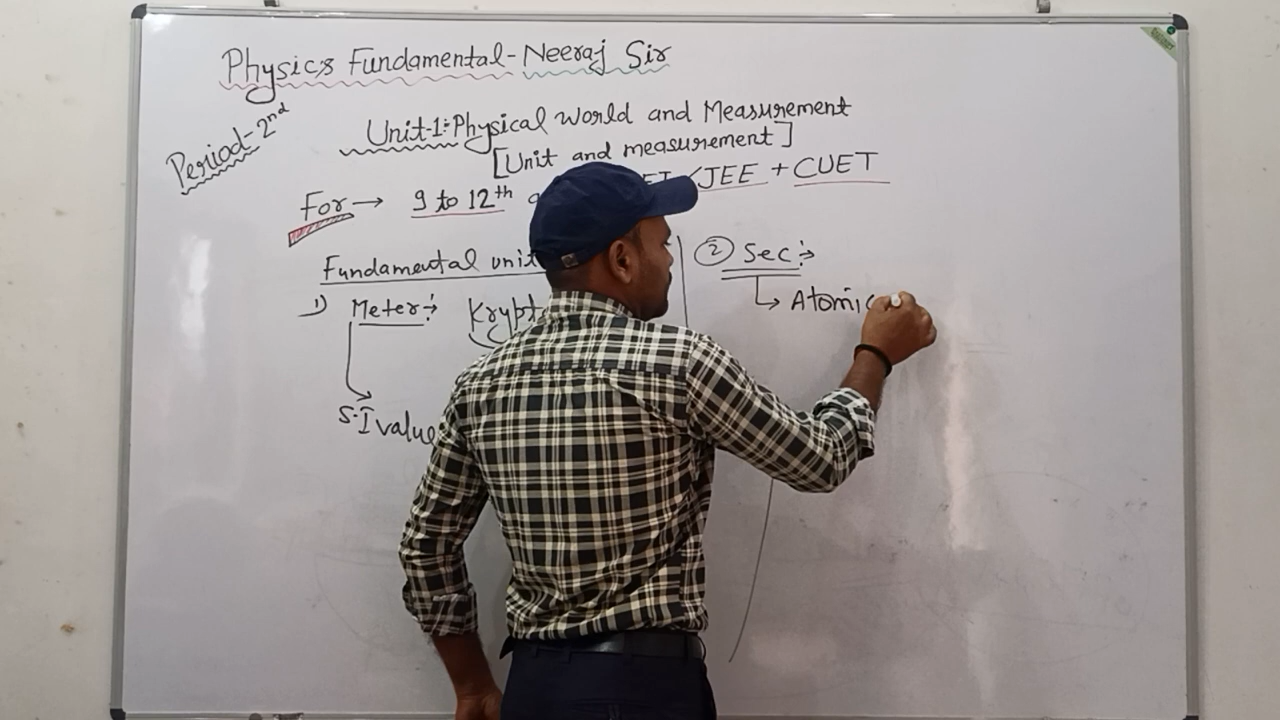 Physics Fundamental - Neeraj Sir
Period - 2nd
Unit-1: Physical World and Measurement
[Unit and measurement]
For → 9 to 12th JEE + CUET
Fundamental unit
1) Meter :-
S.I value
② Sec :-
Atomic